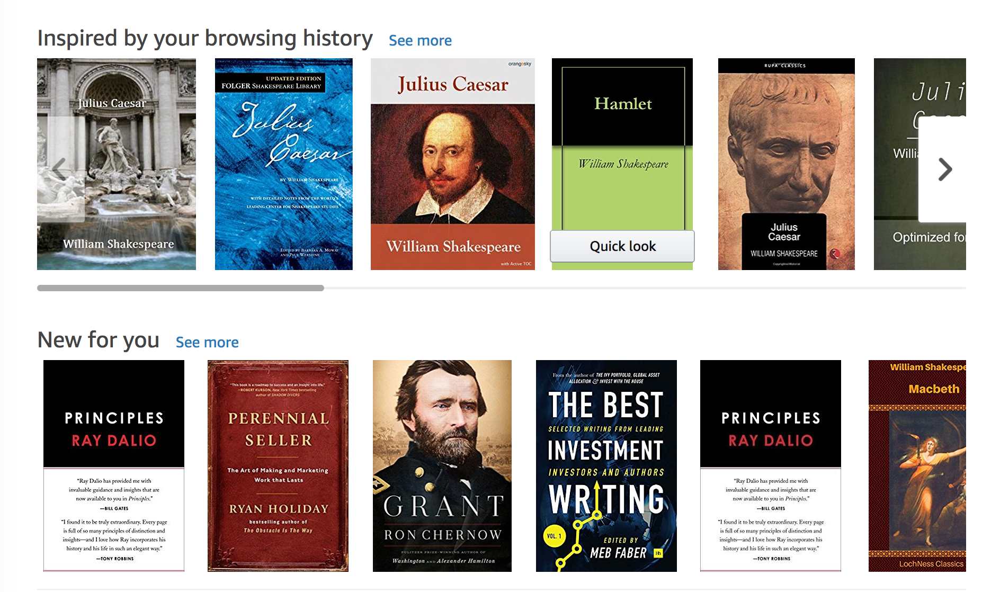 Inspired by your browsing history See more
Julius Caesar
William Shakespeare
UPDATED EDITION
FOLGER SHAKESPEARE LIBRARY
Julius
Caesar
BY WILLIAM SHAKESPEARE
WITH DETAILED NOTES FROM THE WORLD'S
LEADING CENTER FOR SHAKESPEARE STUDIES
EDITED BY BARBARA A. MOWAT
AND PAUL WERSTINE
orangesky
Julius Caesar
William Shakespeare
with Active TOC
Hamlet
William Shakespeare
Quick look
RUPA CLASSICS
Julius
Caesar
WILLIAM SHAKESPEARE
Copyrighted Material
Juli
Willi
Optimized for
New for you See more
PRINCIPLES
RAY DALIO
"Ray Dalio has provided me with
invaluable guidance and insights that are
now available to you in Principles."
—BILL GATES
"I found it to be truly extraordinary. Every page
is full of so many principles of distinction and
insights—and I love how Ray incorporates his
history and his life in such an elegant way."
—TONY ROBBINS
"This book is a roadmap to success and an insight into life."
—ROBERT KURSON, New York Times bestselling
author of SHADOW DIVERS
PERENNIAL
SELLER
The Art of Making and Marketing
Work that Lasts
RYAN HOLIDAY
bestselling author of
The Obstacle Is The Way
GRANT
RON CHERNOW
PULITZER PRIZE-WINNING AUTHOR OF
Washington AND Alexander Hamilton
From the author of THE IVY PORTFOLIO, GLOBAL ASSET
ALLOCATION & INVEST WITH THE HOUSE
THE BEST
SELECTED WRITING FROM LEADING
INVESTMENT
INVESTORS AND AUTHORS
WRITING
VOL. 1
EDITED BY
MEB FABER
Hh
PRINCIPLES
RAY DALIO
"Ray Dalio has provided me with
invaluable guidance and insights that are
now available to you in Principles."
—BILL GATES
"I found it to be truly extraordinary. Every page
is full of so many principles of distinction and
insights—and I love how Ray incorporates his
history and his life in such an elegant way."
—TONY ROBBINS
William Shakespe
Macbeth
LochNess Classics